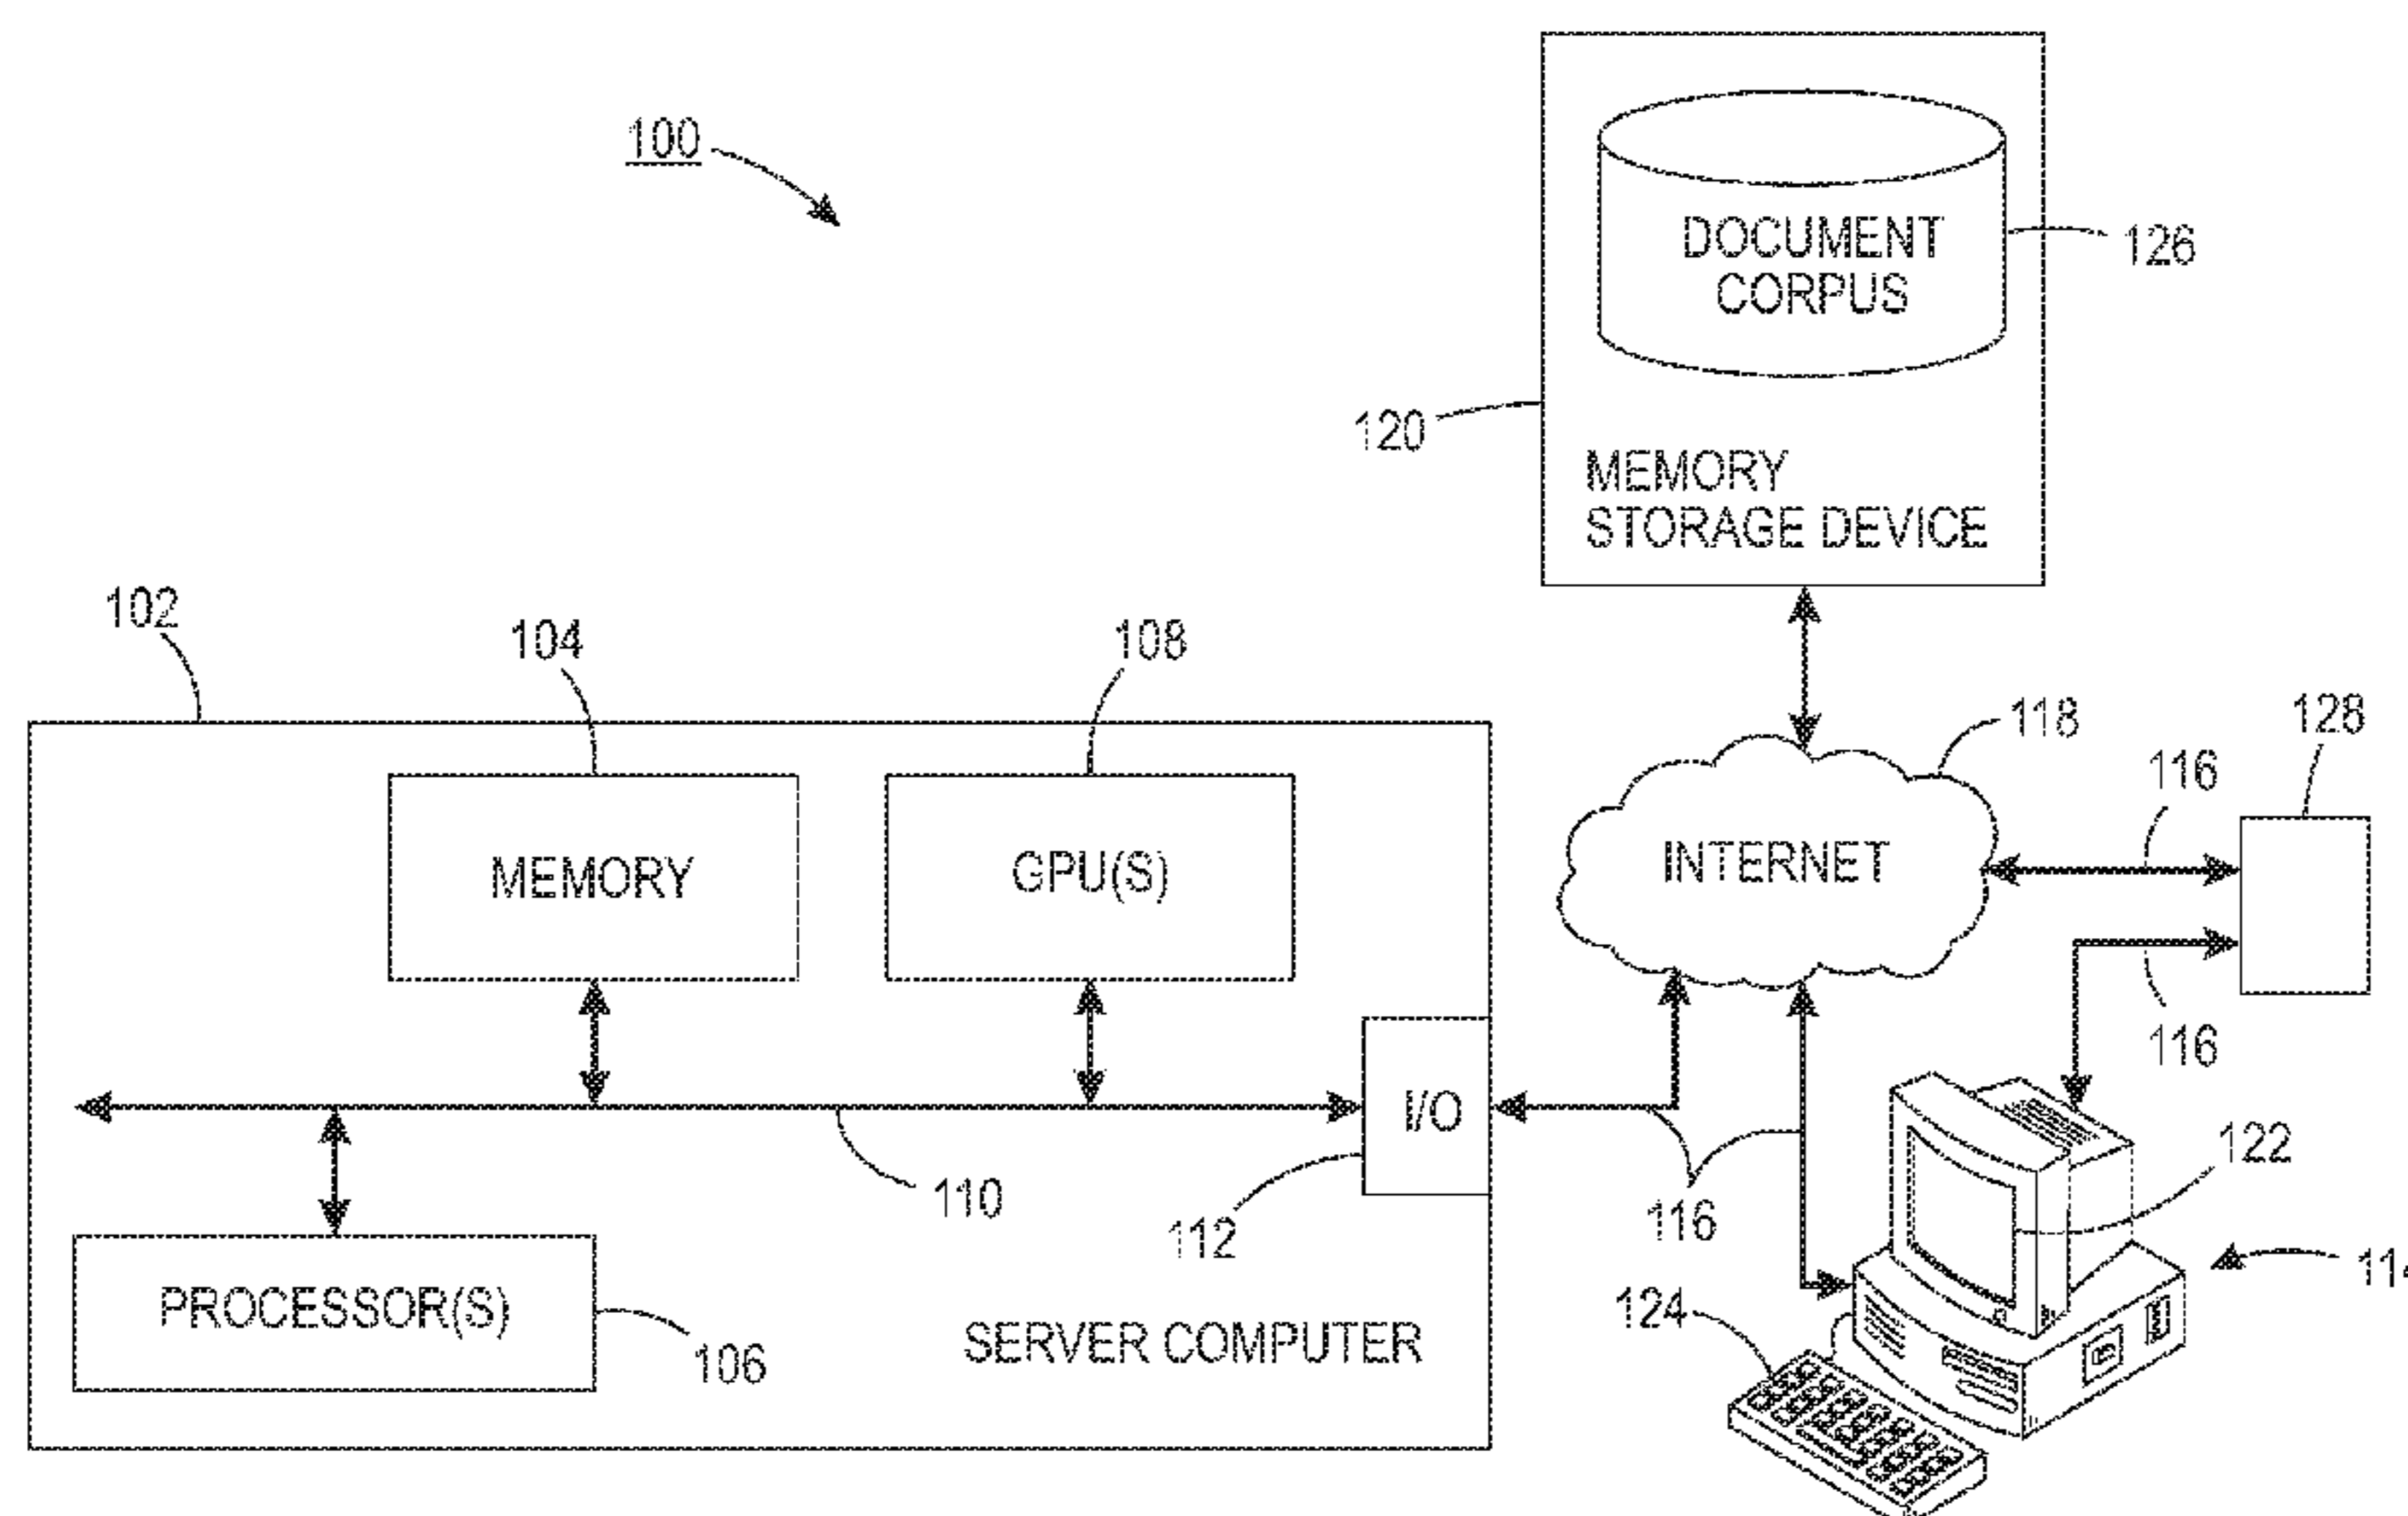 100
DOCUMENT
CORPUS
126
120
MEMORY
STORAGE DEVICE
102
104
108
118
128
116
MEMORY
GPU(S)
INTERNET
116
I/O
110
112
116
122
PROCESSOR(S)
106
SERVER COMPUTER
124